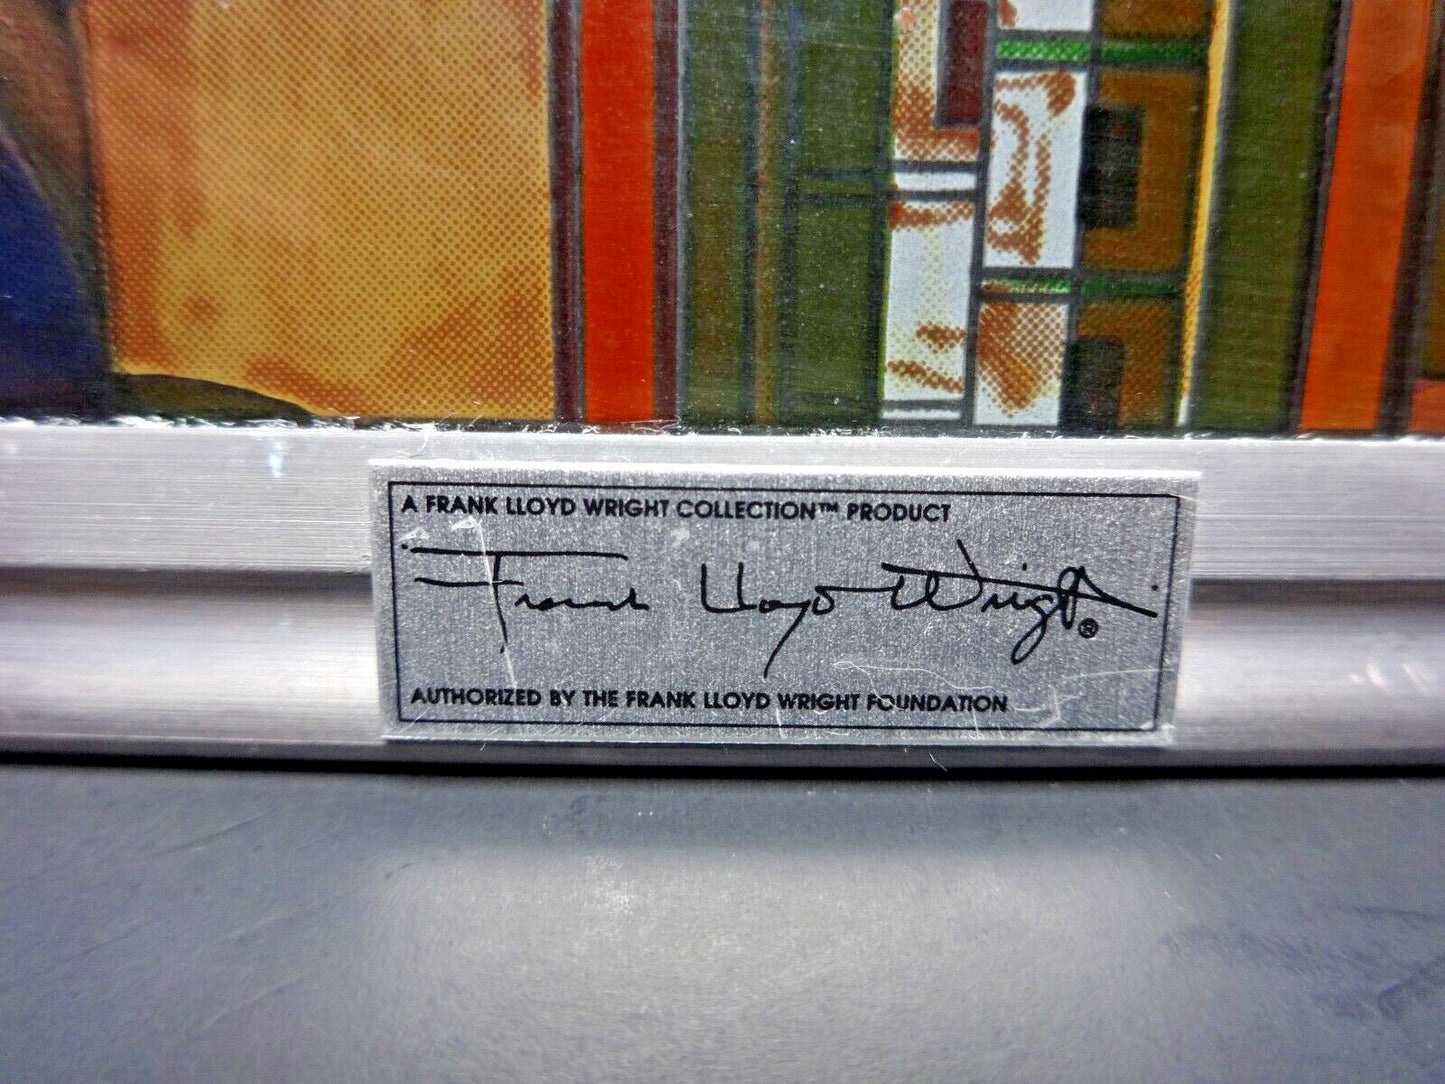 A FRANK LLOYD WRIGHT COLLECTION™ PRODUCT
Frank Lloyd Wright®
AUTHORIZED BY THE FRANK LLOYD WRIGHT FOUNDATION